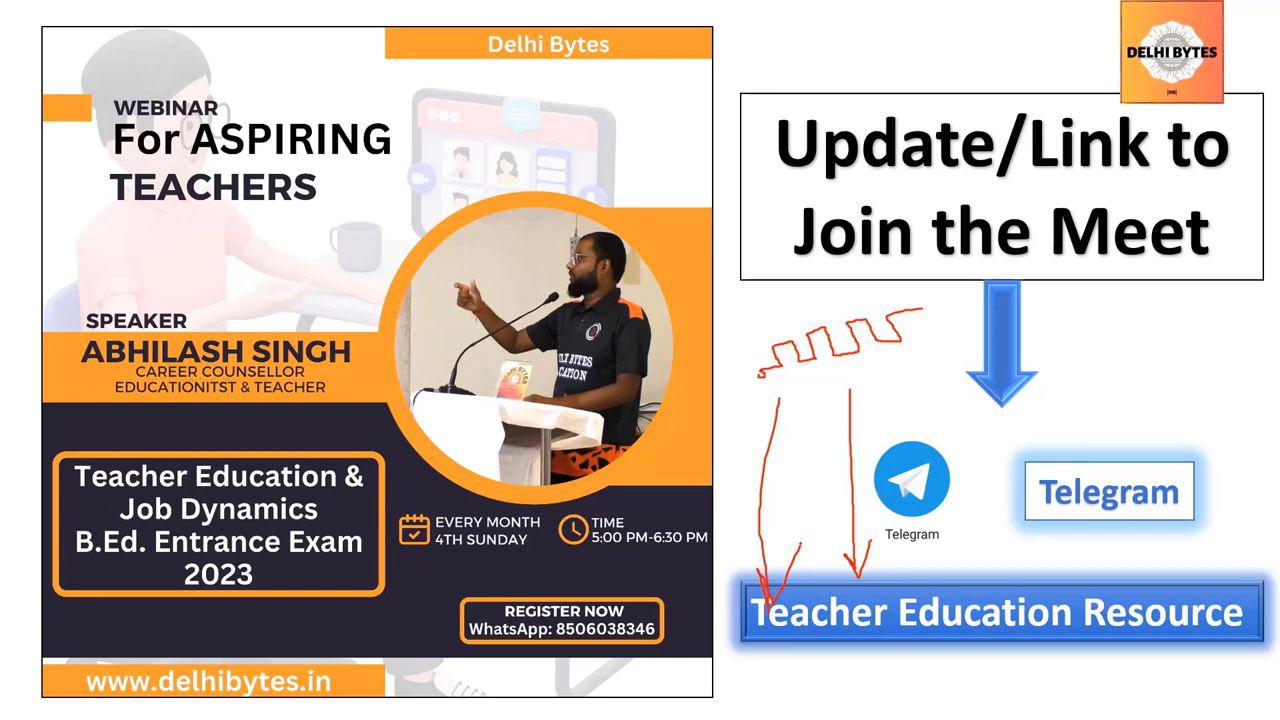 Delhi Bytes
WEBINAR
For ASPIRING
TEACHERS
SPEAKER
ABHILASH SINGH
CAREER COUNSELLOR
EDUCATIONITST & TEACHER
Teacher Education &
Job Dynamics
B.Ed. Entrance Exam
2023
EVERY MONTH
4TH SUNDAY
TIME
5:00 PM-6:30 PM
REGISTER NOW
WhatsApp: 8506038346
www.delhibytes.in
DELHI BYTES
|DB|
Update/Link to
Join the Meet
Telegram
Telegram
Teacher Education Resource